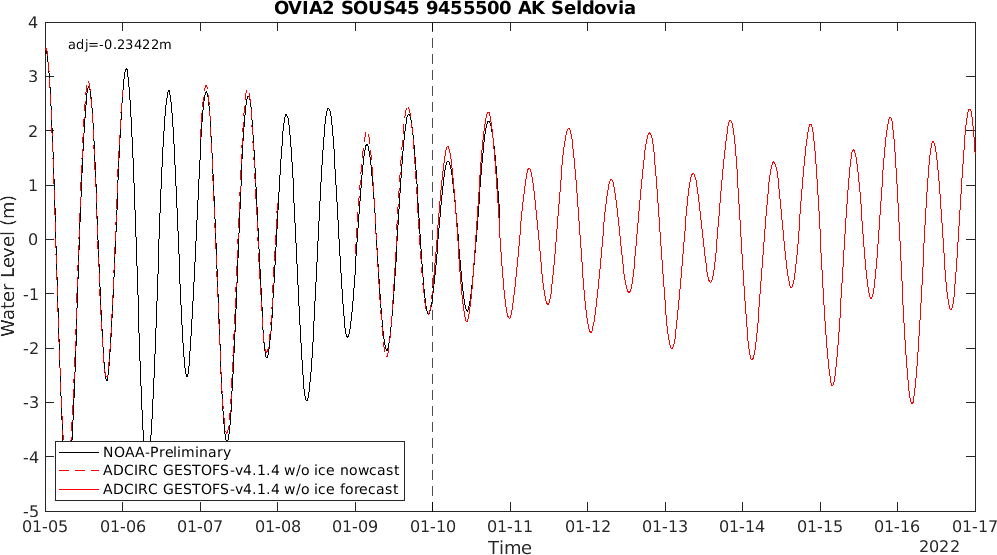 OVIA2 SOUS45 9455500 AK Seldovia
adj=-0.23422m
4
3
2
1
0
-1
-2
-3
-4
-5
Water Level (m)
NOAA-Preliminary
ADCIRC GESTOFS-v4.1.4 w/o ice nowcast
ADCIRC GESTOFS-v4.1.4 w/o ice forecast
01-05 01-06 01-07 01-08 01-09 01-10 01-11 01-12 01-13 01-14 01-15 01-16 01-17
Time
2022